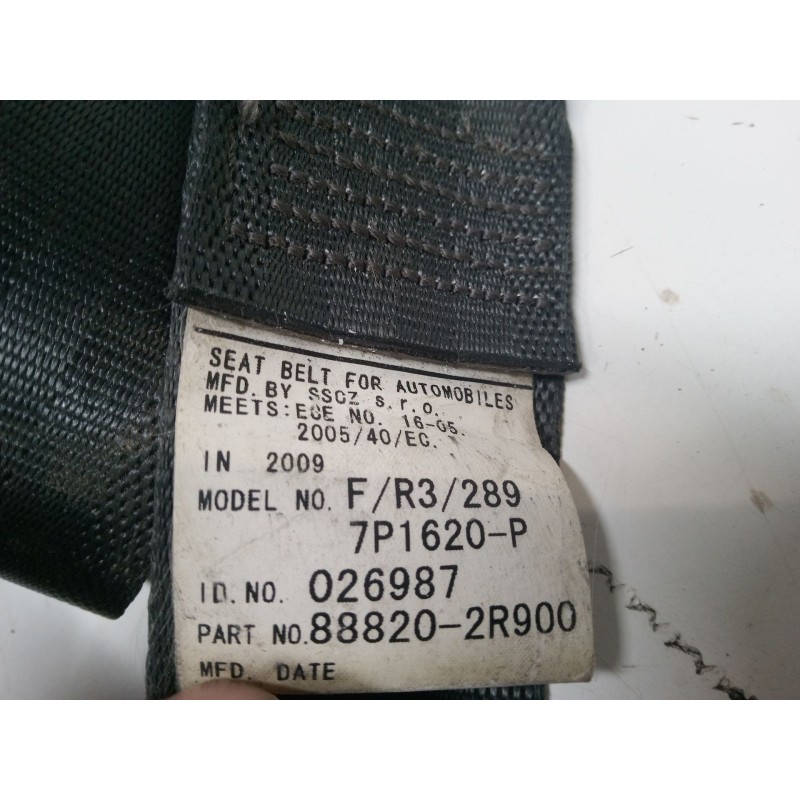 SEAT BELT FOR AUTOMOBILES
MFD. BY SSCZ s.r.o.
MEETS:ECE NO. 16-05.
2005/40/EC.
IN 2009
MODEL NO. F/R3/289
7P1620-P
ID. NO. 026987
PART NO. 88820-2R900
MFD. DATE